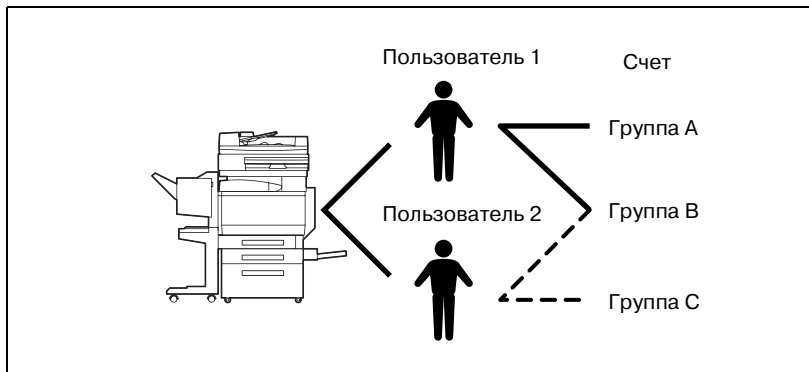 Пользователь 1
Счет
Группа A
Группа B
Пользователь 2
Группа C